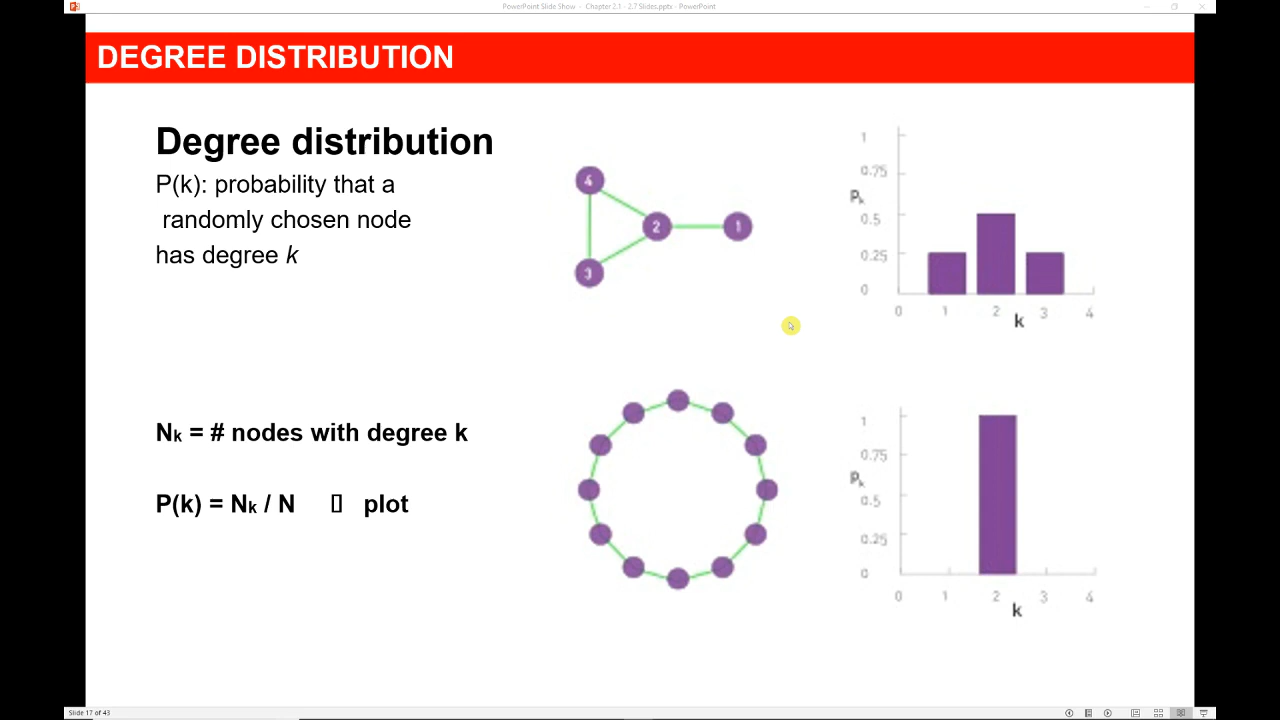 PowerPoint Slide Show - Chapter 2.1 - 2.7 Slides.pptx - PowerPoint
DEGREE DISTRIBUTION
Degree distribution
P(k): probability that a
randomly chosen node
has degree k
4
2
1
3
1
0.75
Pk
0.5
0.25
0
0 1 2 3 4
k
Nk = # nodes with degree k
P(k) = Nk / N ▯ plot
1
0.75
Pk
0.5
0.25
0
0 1 2 3 4
k
Slide 17 of 43